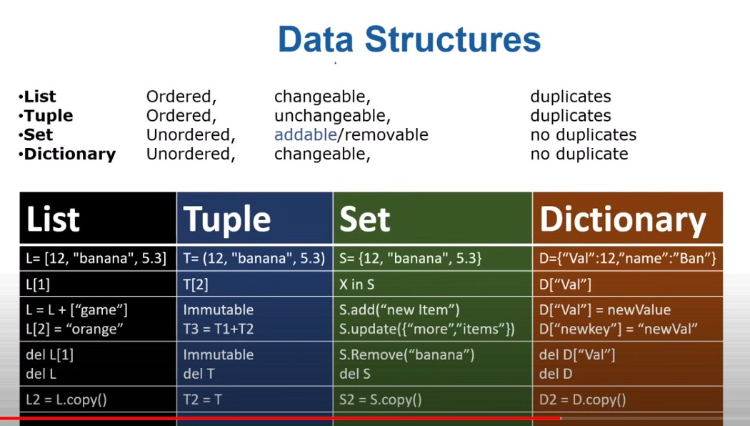 Data Structures
•List Ordered, changeable, duplicates
•Tuple Ordered, unchangeable, duplicates
•Set Unordered, addable/removable no duplicates
•Dictionary Unordered, changeable, no duplicate
List Tuple Set Dictionary
L= [12, "banana", 5.3] T= (12, "banana", 5.3) S= {12, "banana", 5.3} D={“Val”:12,”name”:”Ban”}
L[1] T[2] X in S D[“Val”]
L = L + [“game”] Immutable S.add(“new Item”) D[“Val”] = newValue
L[2] = “orange” T3 = T1+T2 S.update({“more”,”items”}) D[“newkey”] = “newVal”
del L[1] Immutable S.Remove(“banana”) del D[“Val”]
del L del T del S del D
L2 = L.copy() T2 = T S2 = S.copy() D2 = D.copy()